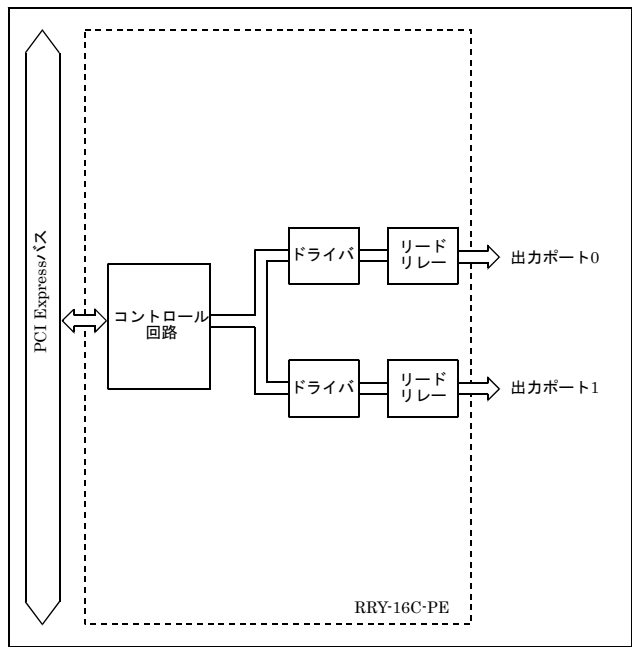 PCI Expressバス
コントロール
回路
ドライバ
リード
リレー
出力ポート0
ドライバ
リード
リレー
出力ポート1
RRY-16C-PE